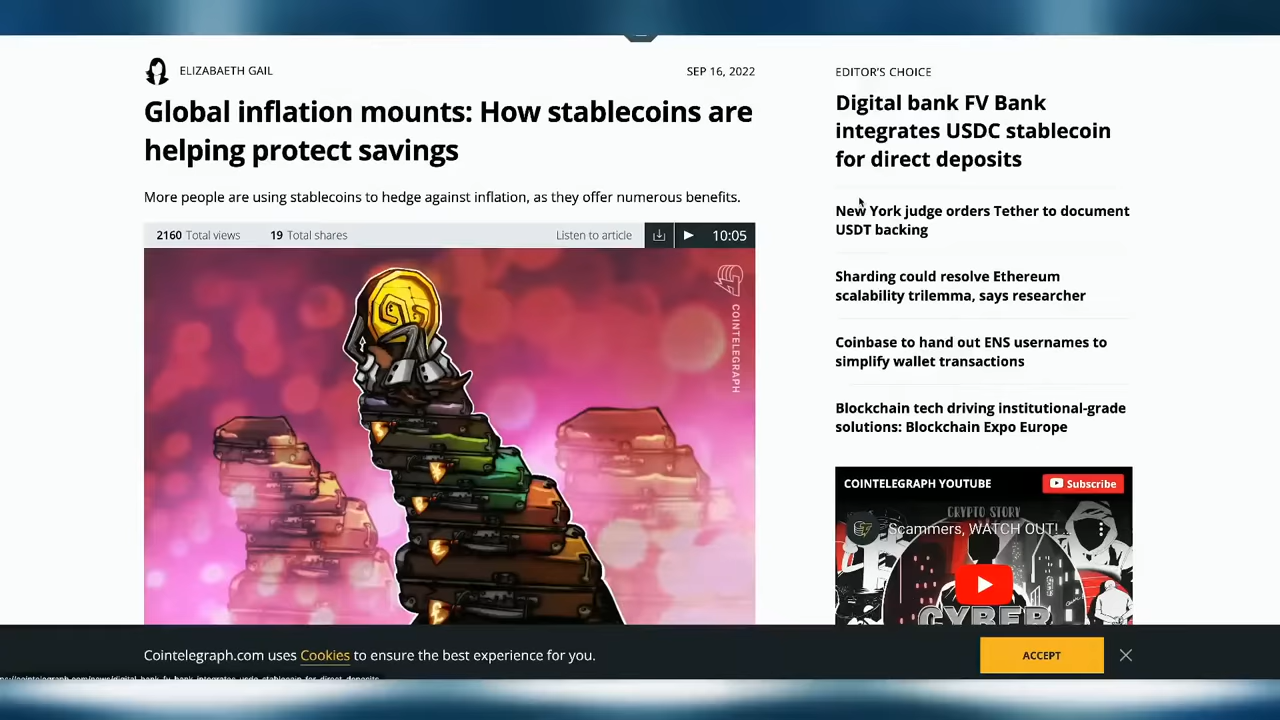 ELIZABAETH GAIL
SEP 16, 2022
Global inflation mounts: How stablecoins are
helping protect savings
More people are using stablecoins to hedge against inflation, as they offer numerous benefits.
2160 Total views
19 Total shares
Listen to article
10:05
COINTELEGRAPH
EDITOR'S CHOICE
Digital bank FV Bank
integrates USDC stablecoin
for direct deposits
New York judge orders Tether to document
USDT backing
Sharding could resolve Ethereum
scalability trilemma, says researcher
Coinbase to hand out ENS usernames to
simplify wallet transactions
Blockchain tech driving institutional-grade
solutions: Blockchain Expo Europe
COINTELEGRAPH YOUTUBE
Subscribe
CRYPTO STORY
Scammers, WATCH OUT!
CYBER
Cointelegraph.com uses Cookies to ensure the best experience for you.
ACCEPT